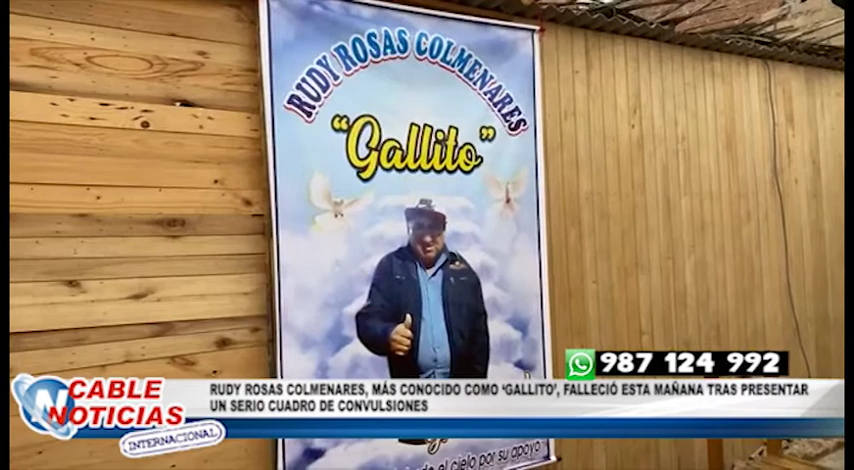 RUDY ROSAS COLMENARES
“Gallito”
el cielo por su apoyo
987 124 992
CABLE
NOTICIAS
INTERNACIONAL
RUDY ROSAS COLMENARES, MÁS CONOCIDO COMO ‘GALLITO’, FALLECIÓ ESTA MAÑANA TRAS PRESENTAR
UN SERIO CUADRO DE CONVULSIONES